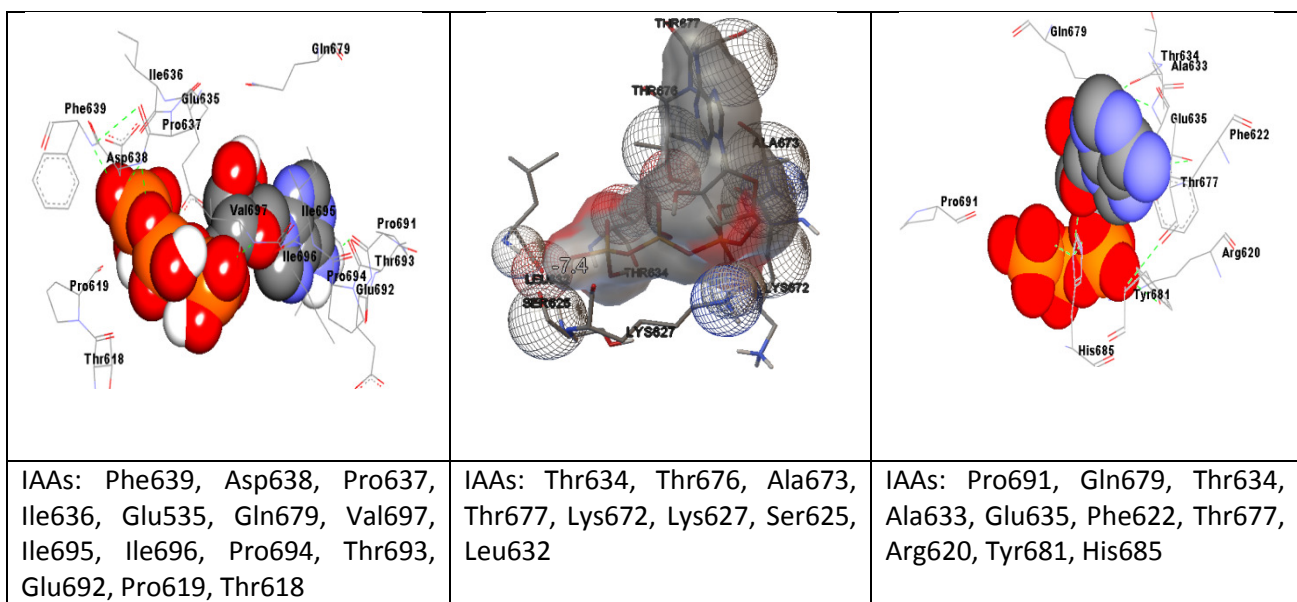 Gln679
Ile636
Glu635
Phe639
Pro637
Asp638
Val697
Ile695
Pro691
Ile696
Thr693
Pro694
Glu692
Pro619
Thr618
THR677
THR676
ALA673
-7.4
THR634
LYS672
SER625
LYS627
Gln679
Thr634
Ala633
Glu635
Phe622
Thr677
Pro691
Arg620
Tyr681
His685
IAAs: Phe639, Asp638, Pro637,
Ile636, Glu535, Gln679, Val697,
Ile695, Ile696, Pro694, Thr693,
Glu692, Pro619, Thr618
IAAs: Thr634, Thr676, Ala673,
Thr677, Lys672, Lys627, Ser625,
Leu632
IAAs: Pro691, Gln679, Thr634,
Ala633, Glu635, Phe622, Thr677,
Arg620, Tyr681, His685